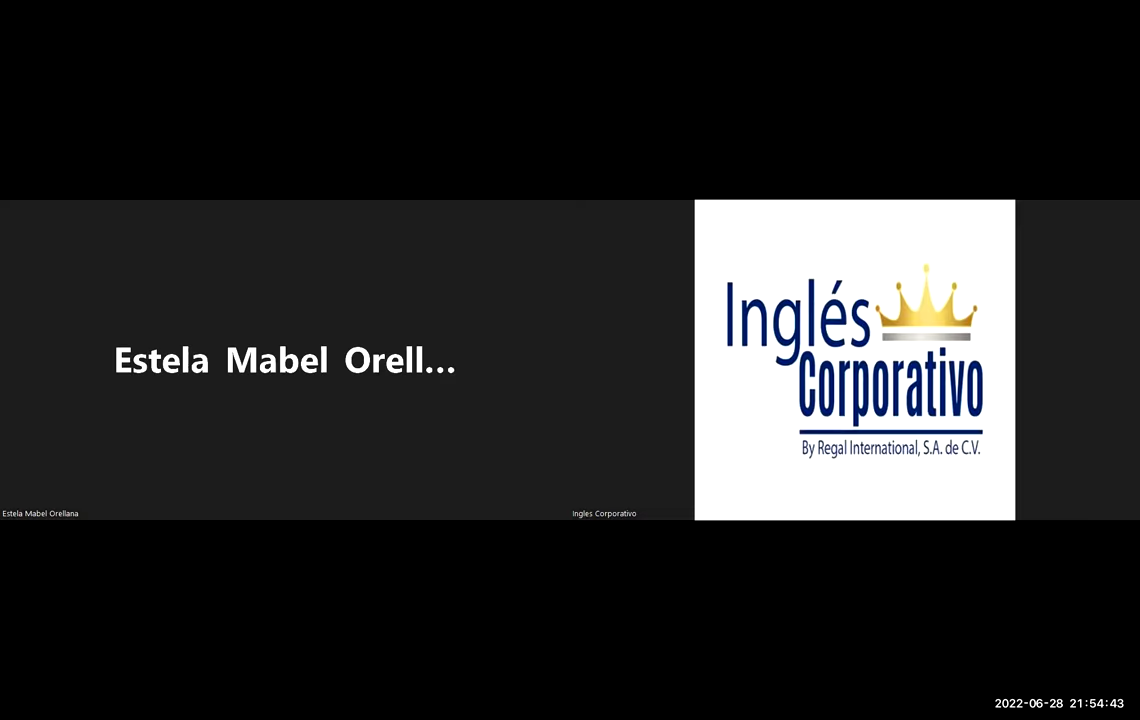 Estela Mabel Orell...
Inglés
Corporativo
By Regal International, S.A. de C.V.
Estela Mabel Orellana
Ingles Corporativo
2022-06-28 21:54:43